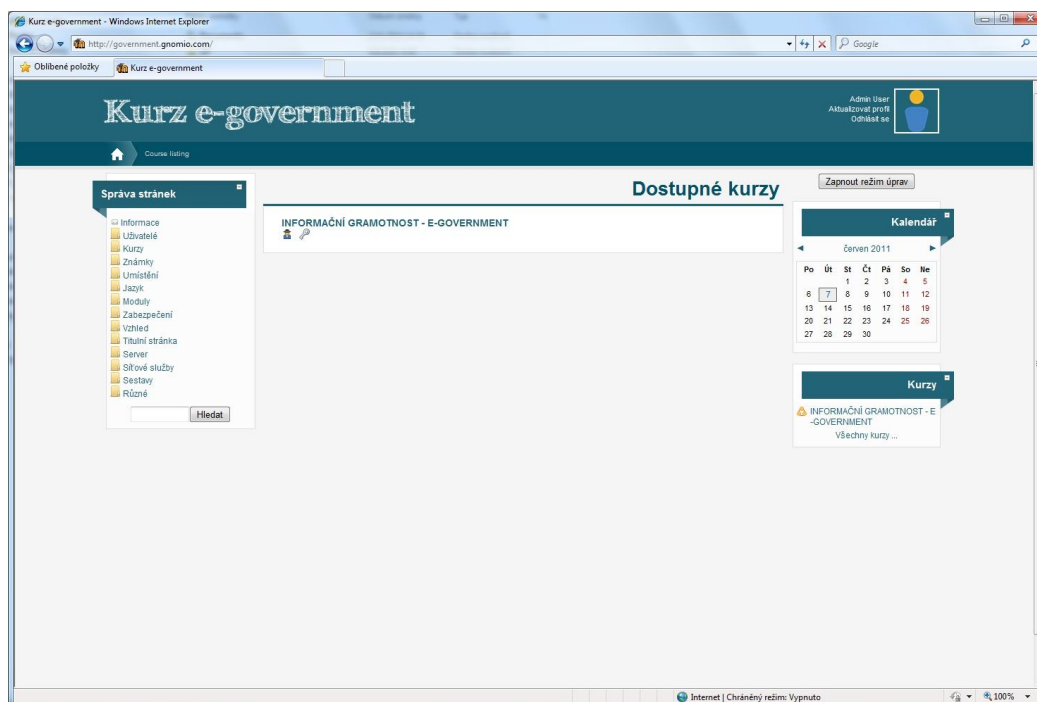 Kurz e-government - Windows Internet Explorer
http://government.gnomio.com/
Google
Oblíbené položky
Kurz e-government
Kurz e-government
Admin User
Aktualizovat profil
Odhlásit se
Course listing
Správa stránek
Informace
Uživatelé
Kurzy
Známky
Umístění
Jazyk
Moduly
Zabezpečení
Vzhled
Titulní stránka
Server
Síťové služby
Sestavy
Různé
Hledat
Dostupné kurzy
INFORMAČNÍ GRAMOTNOST - E-GOVERNMENT
Zapnout režim úprav
Kalendář
◄ červen 2011 ►
Po Út St Čt Pá So Ne
1 2 3 4 5
6 7 8 9 10 11 12
13 14 15 16 17 18 19
20 21 22 23 24 25 26
27 28 29 30
Kurzy
INFORMAČNÍ GRAMOTNOST - E
-GOVERNMENT
Všechny kurzy ...
Internet | Chráněný režim: Vypnuto
100%